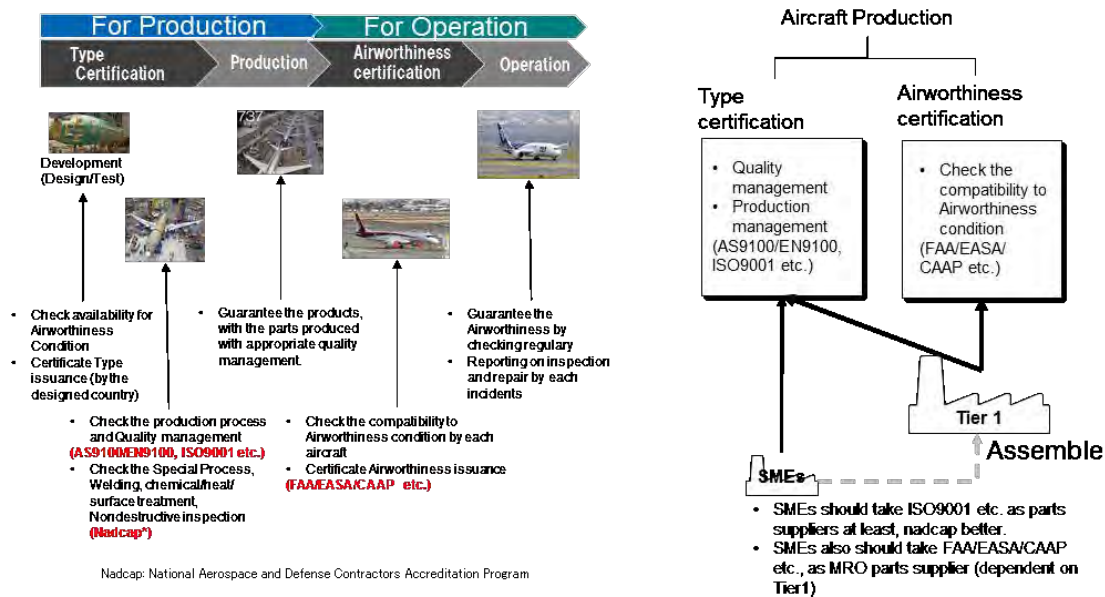 For Production
For Operation
Type
Certification
Production
Airworthiness
certification
Operation
737
Development
(Design/Test)
• Check availability for
Airworthiness
Condition
• Certificate Type
issuance (by the
designed country)
• Guarantee the products,
with the parts produced
with appropriate quality
management.
• Guarantee the
Airworthiness by
checking regulary
• Reporting on inspection
and repair by each
incidents
• Check the production process
and Quality management
(AS9100/EN9100, ISO9001 etc.)
• Check the Special Process,
Welding, chemical/heat/
surface treatment,
Nondestructive inspection
(Nadcap*)
• Check the compatibility to
Airworthiness condition by each
aircraft
• Certificate Airworthiness issuance
(FAA/EASA/CAAP etc.)
Nadcap: National Aerospace and Defense Contractors Accreditation Program
Aircraft Production
Type
certification
• Quality
management
• Production
management
(AS9100/EN9100,
ISO9001 etc.)
Airworthiness
certification
• Check the
compatibility to
Airworthiness
condition
(FAA/EASA/
CAAP etc.)
Tier 1
Assemble
SMEs
• SMEs should take ISO9001 etc. as parts
suppliers at least, nadcap better.
• SMEs also should take FAA/EASA/CAAP
etc., as MRO parts supplier (dependent on
Tier1)